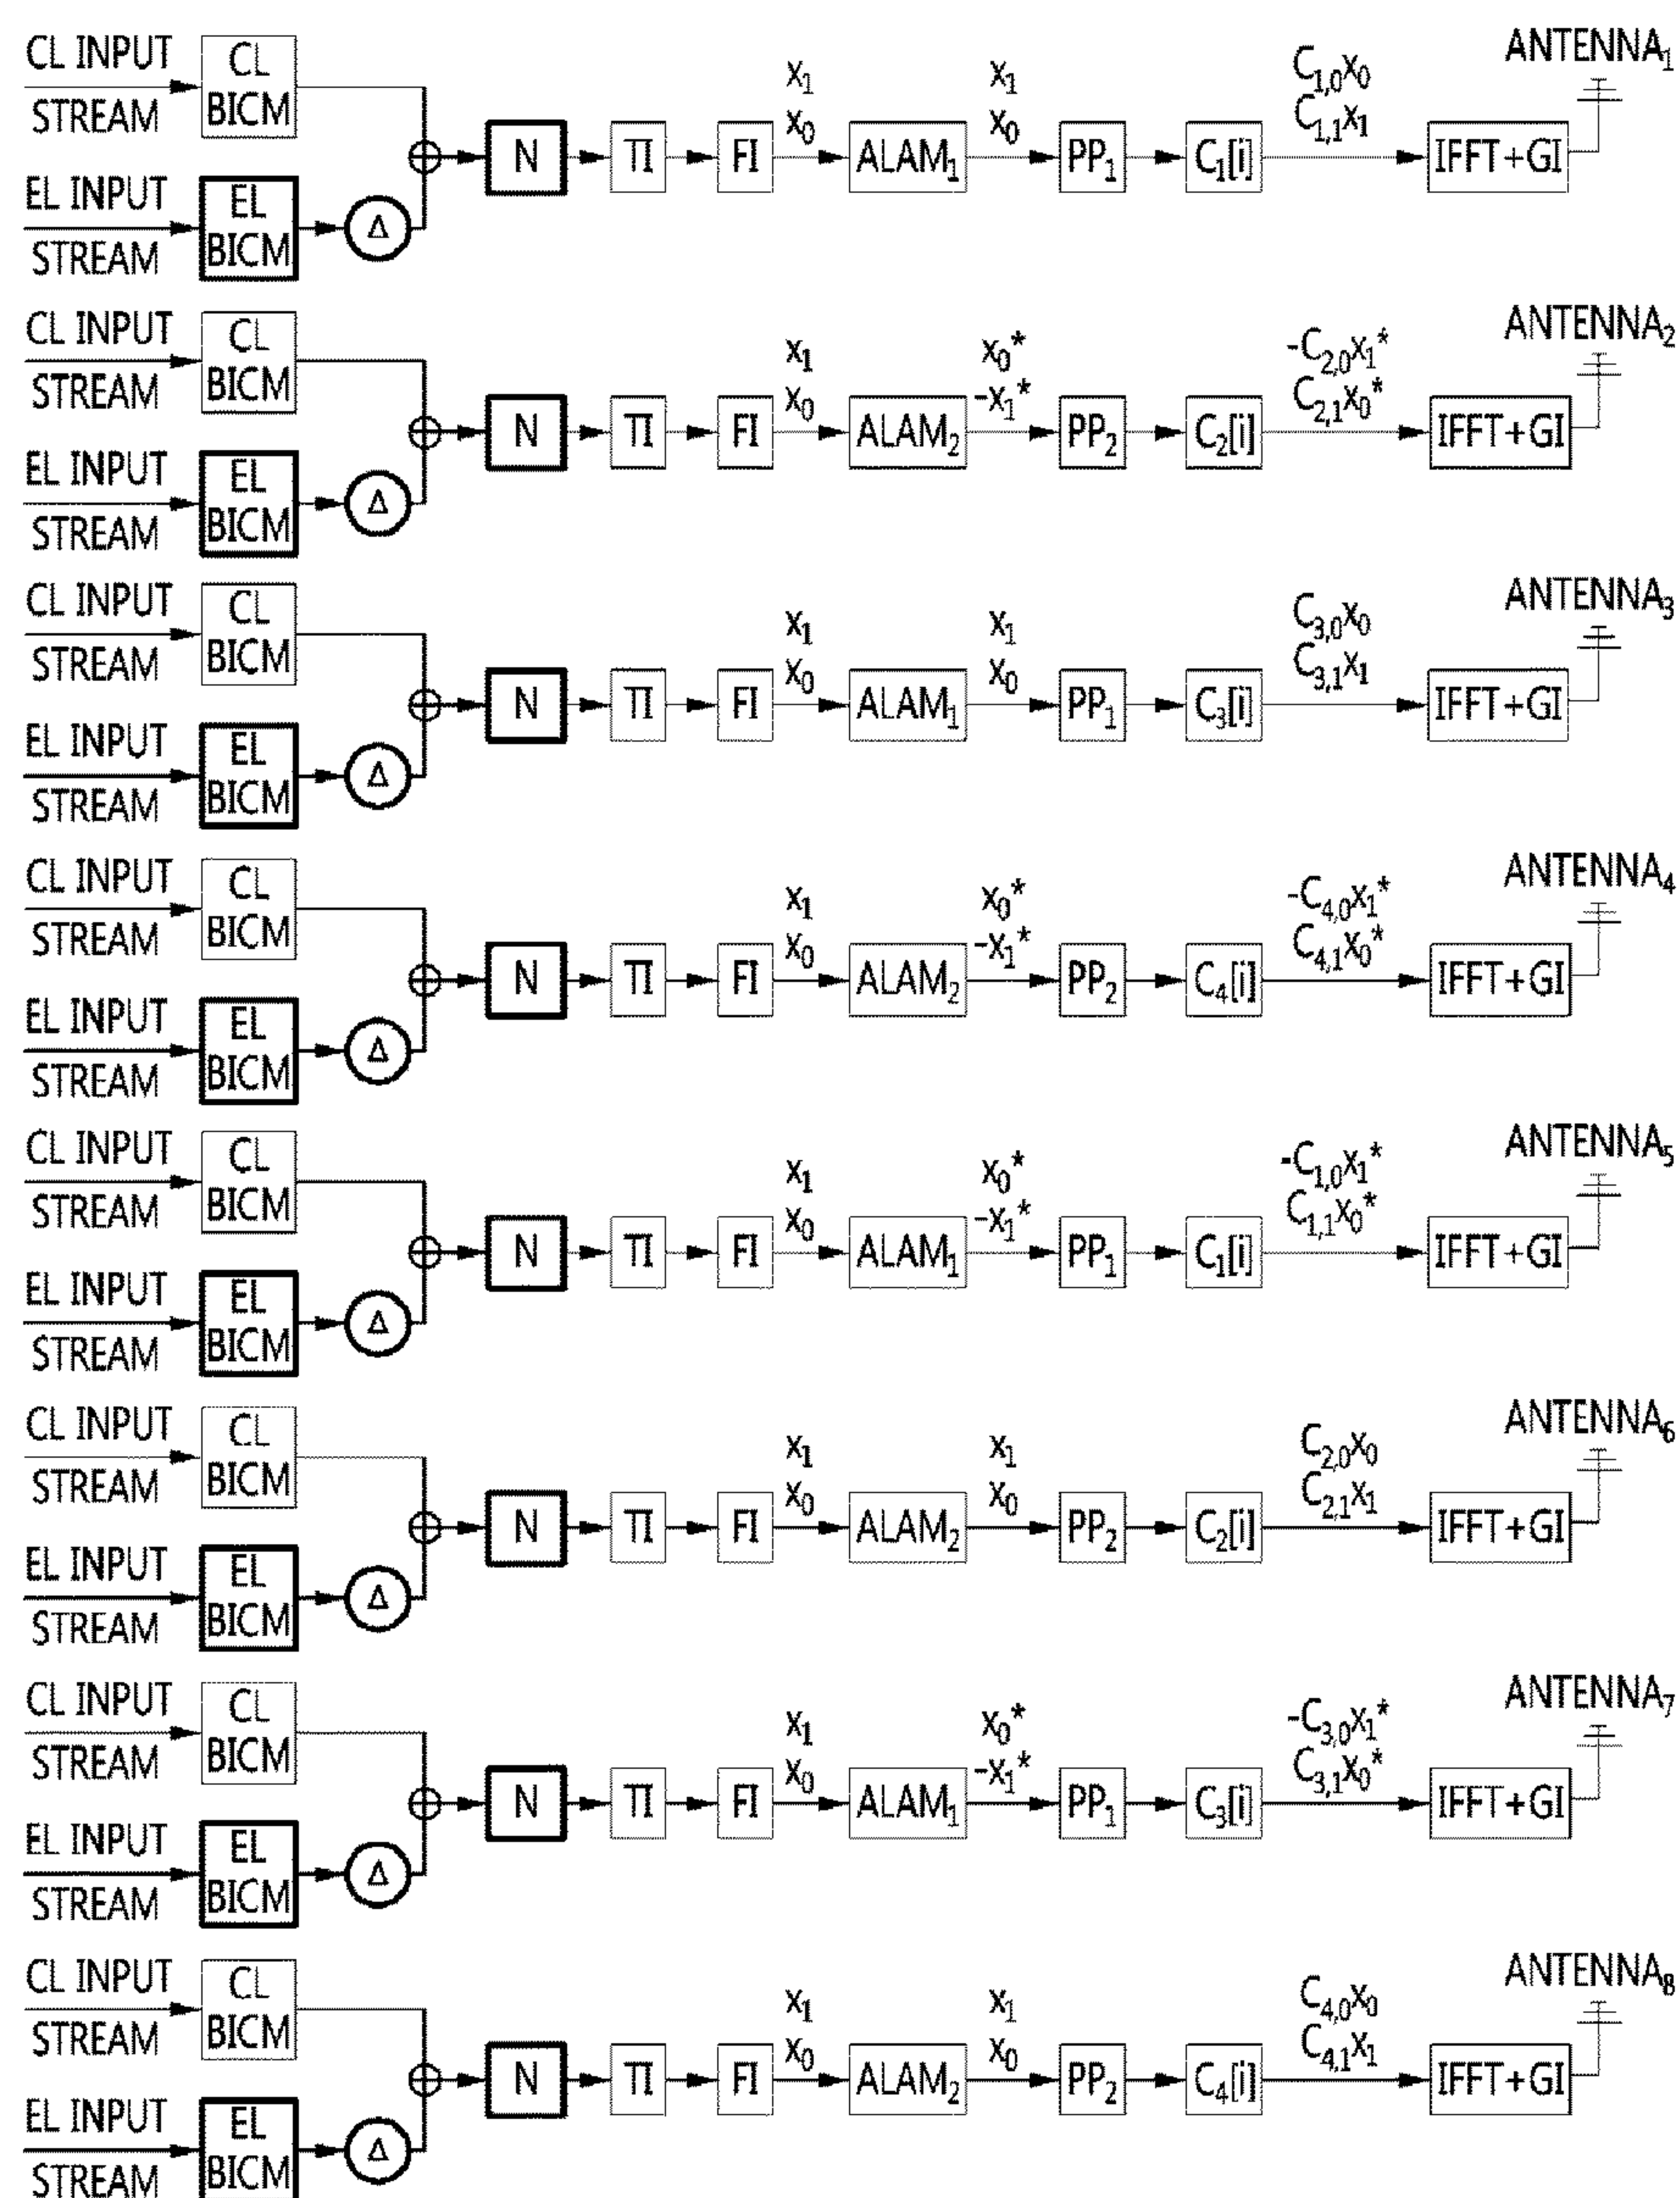 CL INPUT STREAM
CL BICM
EL INPUT STREAM
EL BICM
Δ
N
TI
FI
x₁
x₀
ALAM₁
x₁
x₀
PP₁
C₁[i]
C₁,₀x₀
C₁,₁x₁
IFFT+GI
ANTENNA₁
CL INPUT STREAM
CL BICM
EL INPUT STREAM
EL BICM
Δ
N
TI
FI
x₁
x₀
ALAM₂
x₀*
-x₁*
PP₂
C₂[i]
-C₂,₀x₁*
C₂,₁x₀*
IFFT+GI
ANTENNA₂
CL INPUT STREAM
CL BICM
EL INPUT STREAM
EL BICM
Δ
N
TI
FI
x₁
x₀
ALAM₁
x₁
x₀
PP₁
C₃[i]
C₃,₀x₀
C₃,₁x₁
IFFT+GI
ANTENNA₃
CL INPUT STREAM
CL BICM
EL INPUT STREAM
EL BICM
Δ
N
TI
FI
x₁
x₀
ALAM₂
x₀*
-x₁*
PP₂
C₄[i]
-C₄,₀x₁*
C₄,₁x₀*
IFFT+GI
ANTENNA₄
CL INPUT STREAM
CL BICM
EL INPUT STREAM
EL BICM
Δ
N
TI
FI
x₁
x₀
ALAM₁
x₀*
-x₁*
PP₁
C₁[i]
-C₁,₀x₁*
C₁,₁x₀*
IFFT+GI
ANTENNA₅
CL INPUT STREAM
CL BICM
EL INPUT STREAM
EL BICM
Δ
N
TI
FI
x₁
x₀
ALAM₂
x₁
x₀
PP₂
C₂[i]
C₂,₀x₀
C₂,₁x₁
IFFT+GI
ANTENNA₆
CL INPUT STREAM
CL BICM
EL INPUT STREAM
EL BICM
Δ
N
TI
FI
x₁
x₀
ALAM₁
x₀*
-x₁*
PP₁
C₃[i]
-C₃,₀x₁*
C₃,₁x₀*
IFFT+GI
ANTENNA₇
CL INPUT STREAM
CL BICM
EL INPUT STREAM
EL BICM
Δ
N
TI
FI
x₁
x₀
ALAM₂
x₁
x₀
PP₂
C₄[i]
C₄,₀x₀
C₄,₁x₁
IFFT+GI
ANTENNA₈